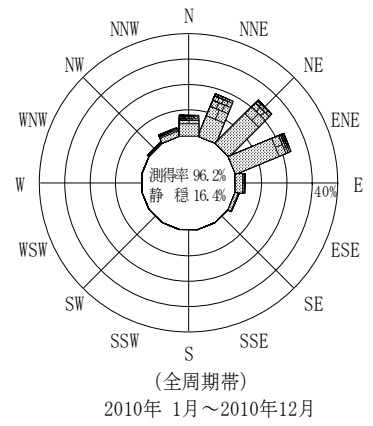 N
NNW NNE
NW NE
WNW ENE
測得率 96.2%
W 静 穏 16.4% 40% E
WSW ESE
SW SE
SSW SSE
S
(全周期帯)
2010年 1月～2010年12月